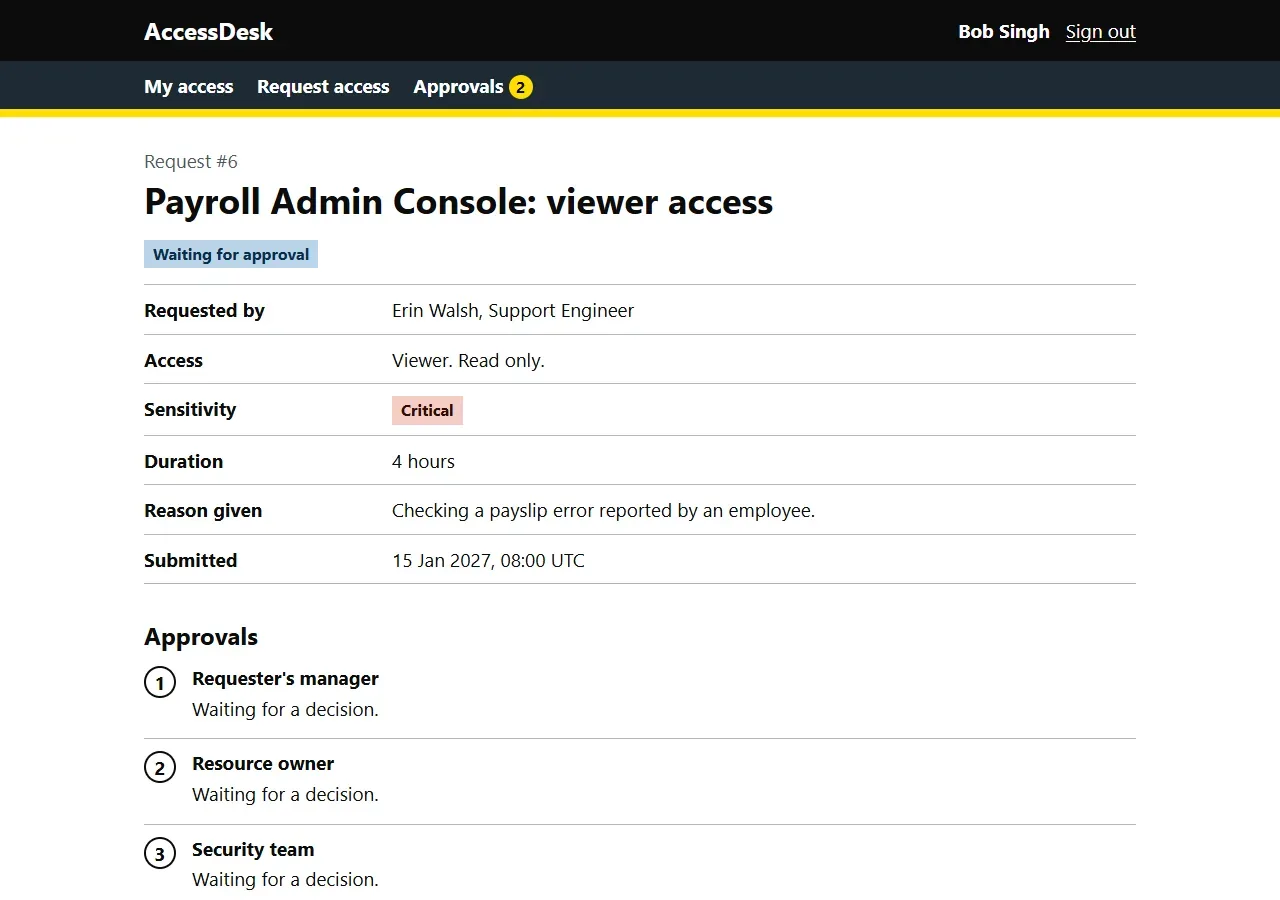 AccessDesk
Bob Singh Sign out
My access Request access Approvals 2
Request #6
Payroll Admin Console: viewer access
Waiting for approval
Requested by Erin Walsh, Support Engineer
Access Viewer. Read only.
Sensitivity Critical
Duration 4 hours
Reason given Checking a payslip error reported by an employee.
Submitted 15 Jan 2027, 08:00 UTC
Approvals
1 Requester's manager
Waiting for a decision.
2 Resource owner
Waiting for a decision.
3 Security team
Waiting for a decision.